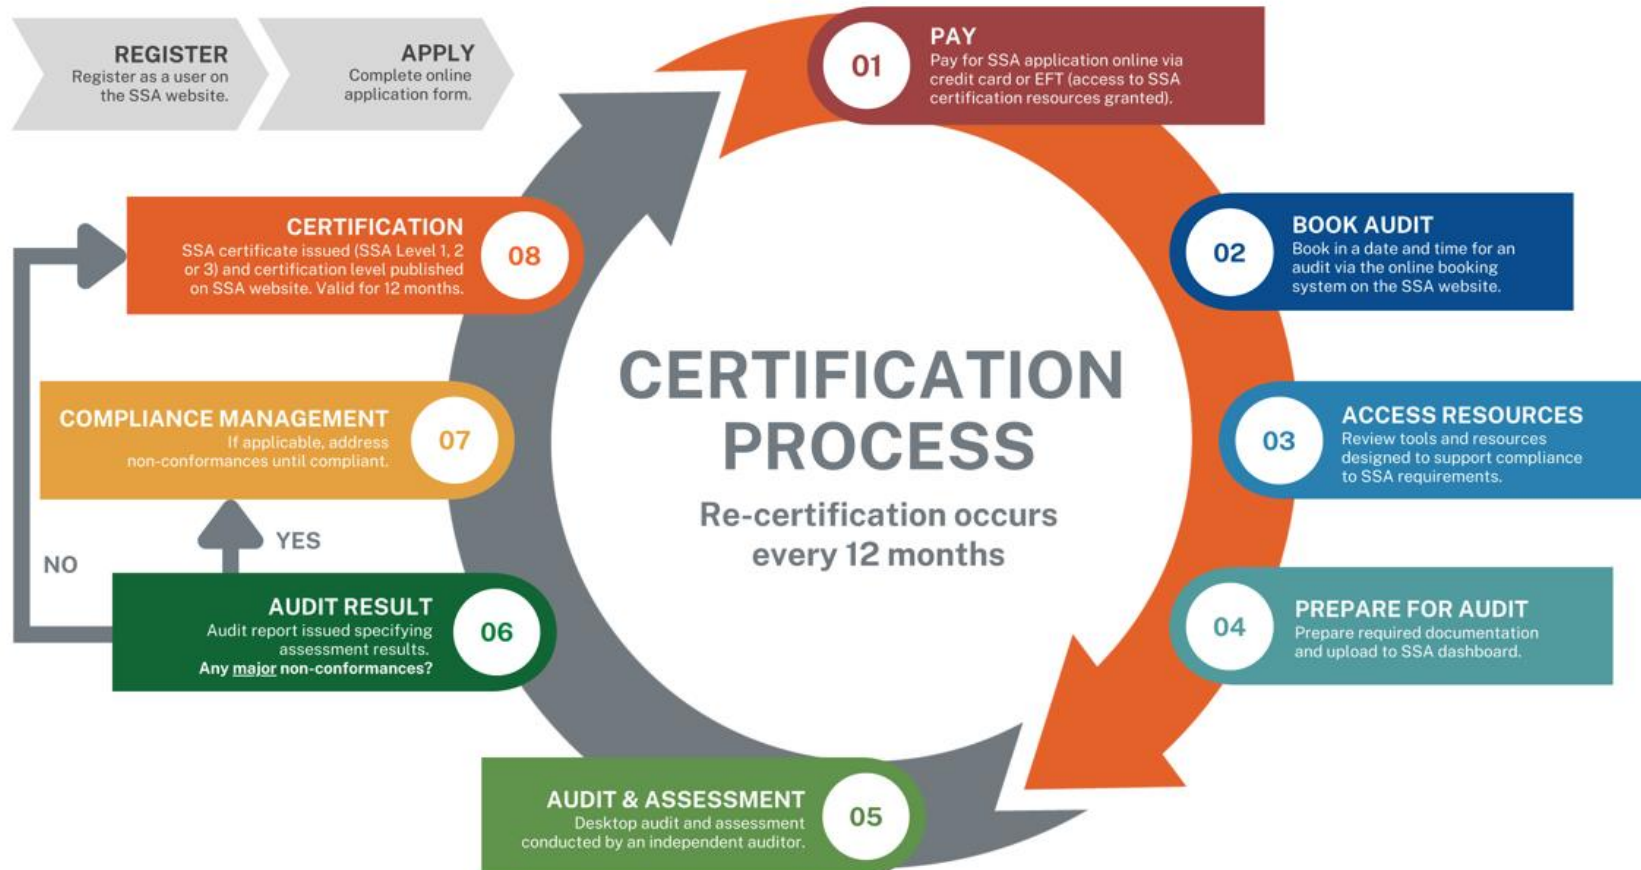 REGISTER
Register as a user on
the SSA website.
APPLY
Complete online
application form.
01
PAY
Pay for SSA application online via
credit card or EFT (access to SSA
certification resources granted).
02
BOOK AUDIT
Book in a date and time for an
audit via the online booking
system on the SSA website.
03
ACCESS RESOURCES
Review tools and resources
designed to support compliance
to SSA requirements.
04
PREPARE FOR AUDIT
Prepare required documentation
and upload to SSA dashboard.
AUDIT & ASSESSMENT
Desktop audit and assessment
conducted by an independent auditor.
05
AUDIT RESULT
Audit report issued specifying
assessment results.
Any major non-conformances?
06
NO
YES
COMPLIANCE MANAGEMENT
If applicable, address
non-conformances until compliant.
07
CERTIFICATION
SSA certificate issued (SSA Level 1, 2
or 3) and certification level published
on SSA website. Valid for 12 months.
08
CERTIFICATION
PROCESS
Re-certification occurs
every 12 months